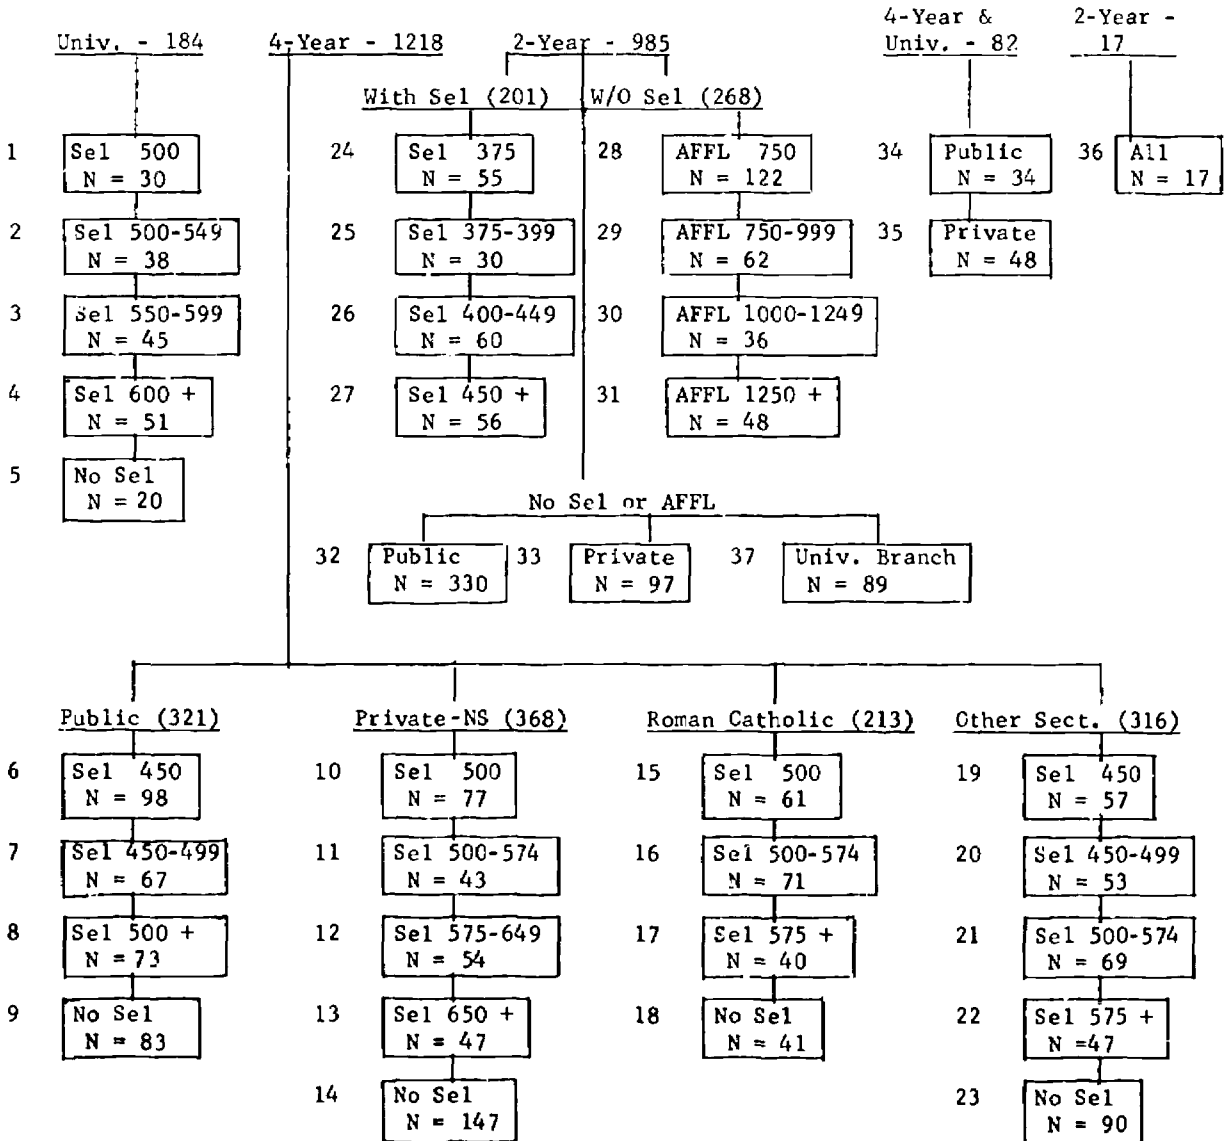 4-Year & 2-Year -
Univ. - 184 4-Year - 1218 2-Year - 985 Univ. - 82 17
With Sel (201) W/O Sel (268)
1 Sel 500 24 Sel 375 28 AFFL 750 34 Public 36 All
N = 30 N = 55 N = 122 N = 34 N = 17
2 Sel 500-549 25 Sel 375-399 29 AFFL 750-999 35 Private
N = 38 N = 30 N = 62 N = 48
3 Sel 550-599 26 Sel 400-449 30 AFFL 1000-1249
N = 45 N = 60 N = 36
4 Sel 600 + 27 Sel 450 + 31 AFFL 1250 +
N = 51 N = 56 N = 48
5 No Sel
N = 20
No Sel or AFFL
32 Public 33 Private 37 Univ. Branch
N = 330 N = 97 N = 89
Public (321) Private-NS (368) Roman Catholic (213) Other Sect. (316)
6 Sel 450 10 Sel 500 15 Sel 500 19 Sel 450
N = 98 N = 77 N = 61 N = 57
7 Sel 450-499 11 Sel 500-574 16 Sel 500-574 20 Sel 450-499
N = 67 N = 43 N = 71 N = 53
8 Sel 500 + 12 Sel 575-649 17 Sel 575 + 21 Sel 500-574
N = 73 N = 54 N = 40 N = 69
9 No Sel 13 Sel 650 + 18 No Sel 22 Sel 575 +
N = 83 N = 47 N = 41 N =47
14 No Sel 23 No Sel
N = 147 N = 90